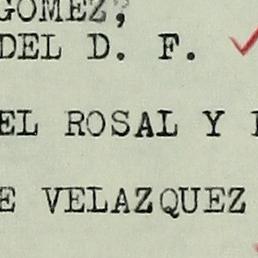 GOMEZ,
DEL D. F.
EL ROSAL Y
E VELAZQUEZ